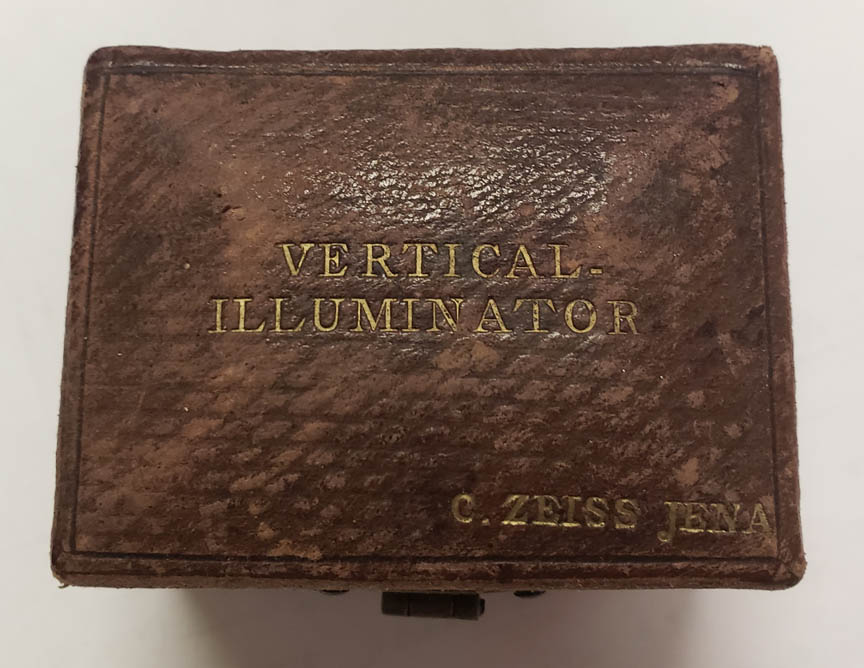 VERTICAL-
ILLUMINATOR
C. ZEISS JENA